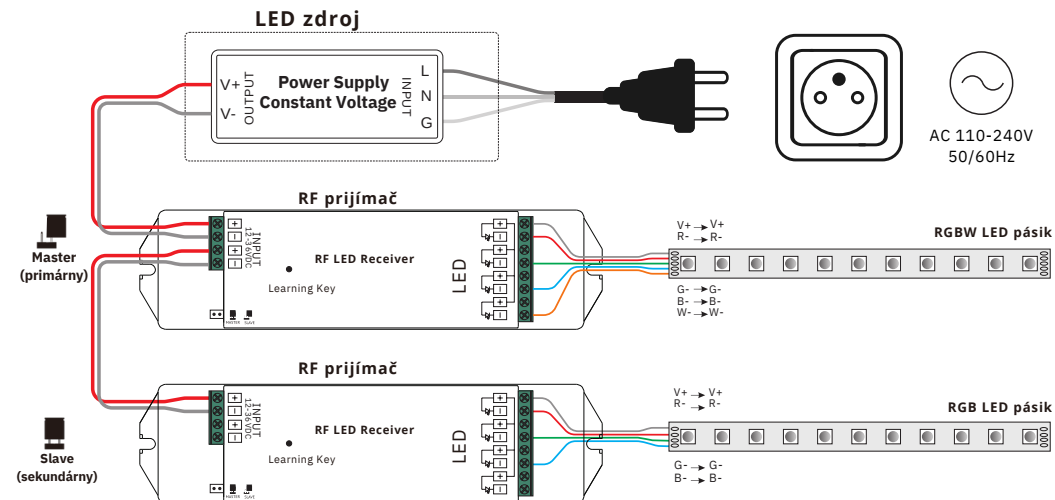 LED zdroj
V+
V-
OUTPUT
Power Supply
Constant Voltage
INPUT
L
N
G
AC 110-240V
50/60Hz
RF prijímač
Master
(primárny)
+
−
+
−
INPUT
12-36VDC
RF LED Receiver
Learning Key
MASTER SLAVE
LED
+
−
+
−
+
−
+
−
V+ → V+
R- → R-
G- → G-
B- → B-
W- → W-
RGBW LED pásik
RF prijímač
Slave
(sekundárny)
+
−
+
−
INPUT
12-36VDC
RF LED Receiver
Learning Key
MASTER SLAVE
LED
+
−
+
−
+
−
+
−
V+ → V+
R- → R-
G- → G-
B- → B-
RGB LED pásik